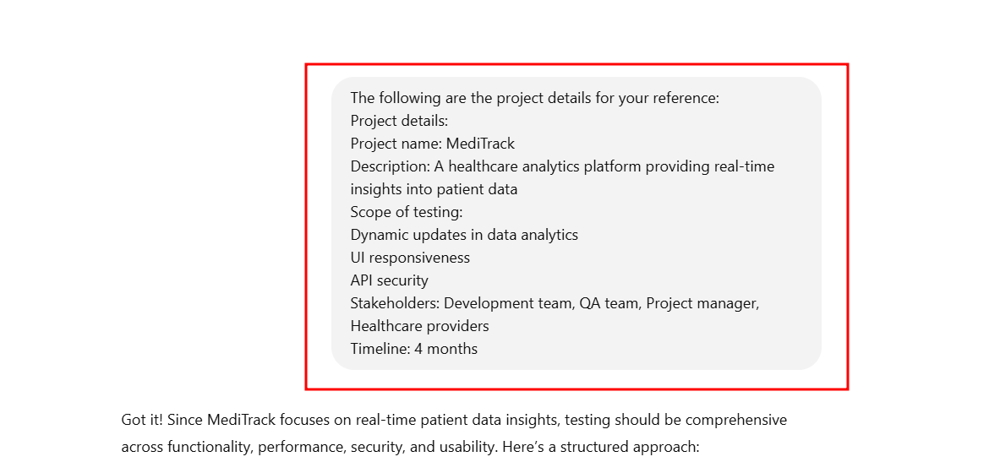 The following are the project details for your reference:
Project details:
Project name: MediTrack
Description: A healthcare analytics platform providing real-time
insights into patient data
Scope of testing:
Dynamic updates in data analytics
UI responsiveness
API security
Stakeholders: Development team, QA team, Project manager,
Healthcare providers
Timeline: 4 months
Got it! Since MediTrack focuses on real-time patient data insights, testing should be comprehensive
across functionality, performance, security, and usability. Here’s a structured approach: